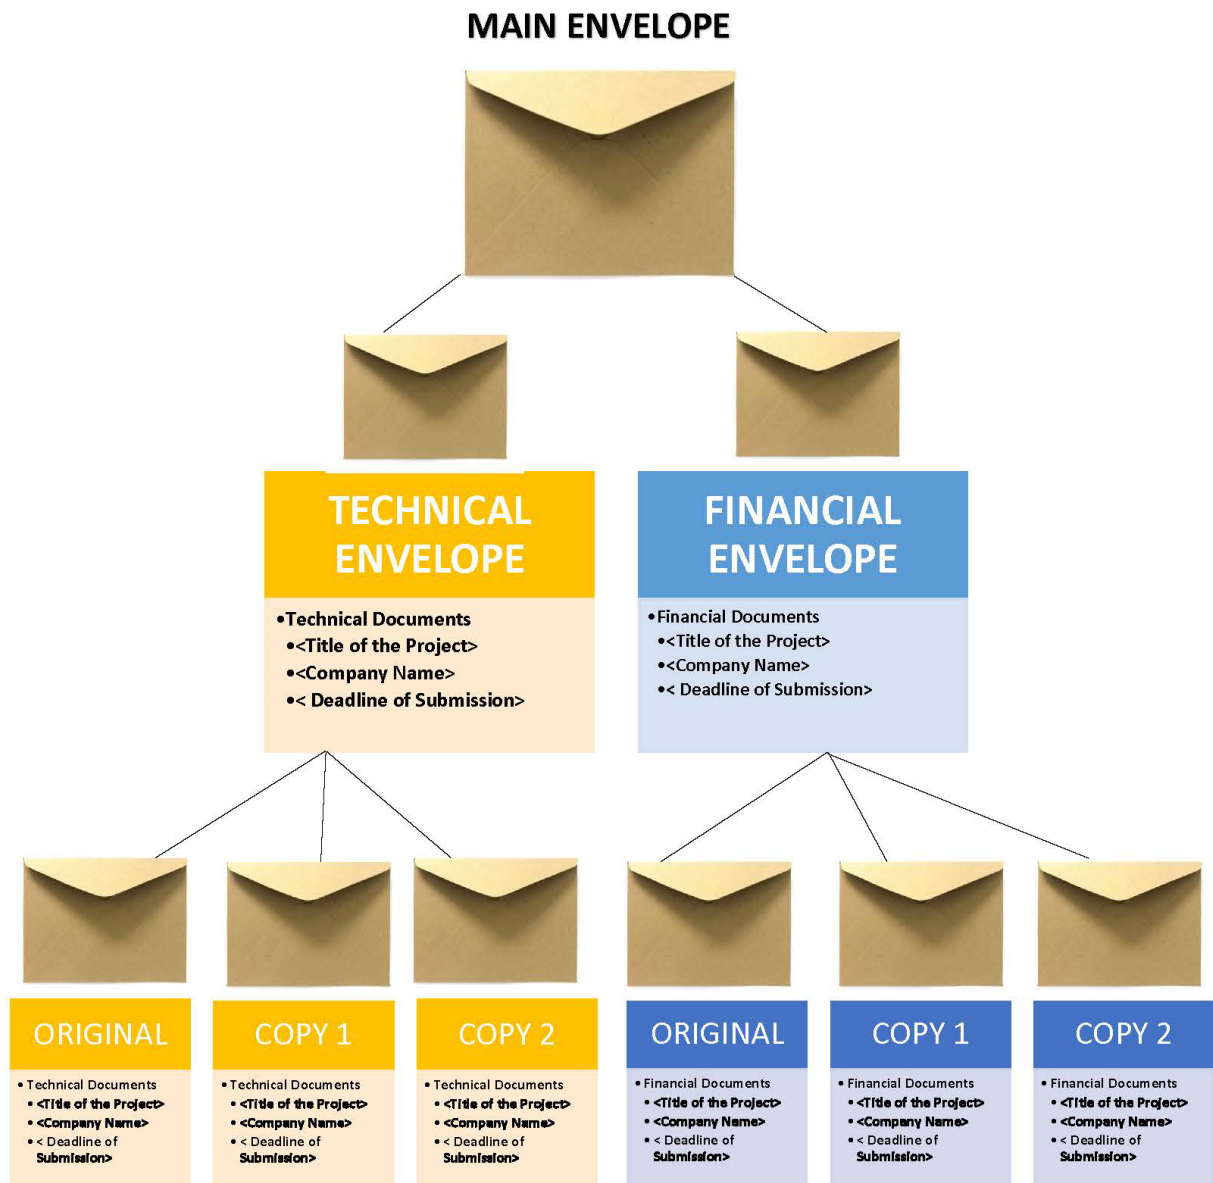 MAIN ENVELOPE
TECHNICAL
ENVELOPE
•Technical Documents
•<Title of the Project>
•<Company Name>
•< Deadline of Submission>
FINANCIAL
ENVELOPE
•Financial Documents
•<Title of the Project>
•<Company Name>
•< Deadline of Submission>
ORIGINAL
• Technical Documents
• <Title of the Project>
• <Company Name>
• < Deadline of
Submission>
COPY 1
• Technical Documents
• <Title of the Project>
• <Company Name>
• < Deadline of
Submission>
COPY 2
• Technical Documents
• <Title of the Project>
• <Company Name>
• < Deadline of
Submission>
ORIGINAL
• Financial Documents
• <Title of the Project>
• <Company Name>
• < Deadline of
Submission>
COPY 1
• Financial Documents
• <Title of the Project>
• <Company Name>
• < Deadline of
Submission>
COPY 2
• Financial Documents
• <Title of the Project>
• <Company Name>
• < Deadline of
Submission>